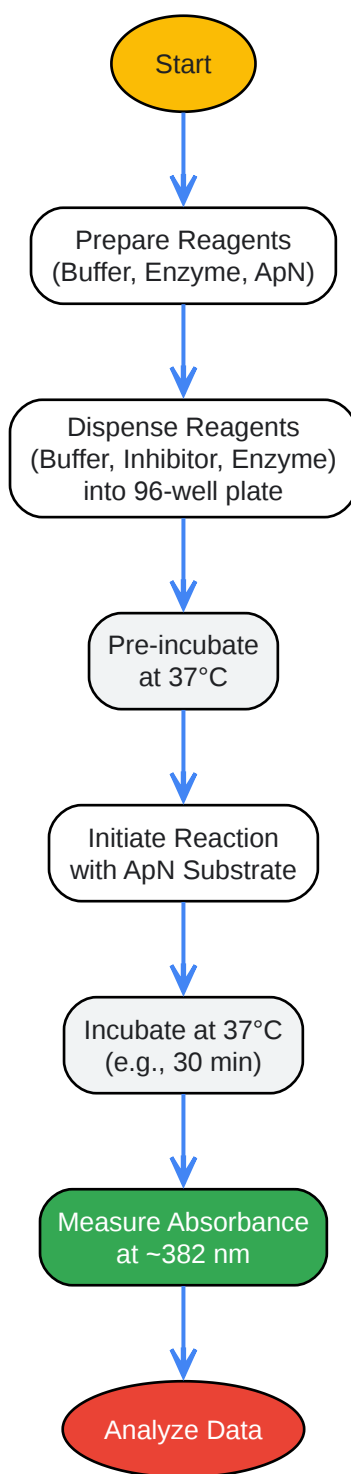 Start
Prepare Reagents
(Buffer, Enzyme, ApN)
Dispense Reagents
(Buffer, Inhibitor, Enzyme)
into 96-well plate
Pre-incubate
at 37°C
Initiate Reaction
with ApN Substrate
Incubate at 37°C
(e.g., 30 min)
Measure Absorbance
at ~382 nm
Analyze Data